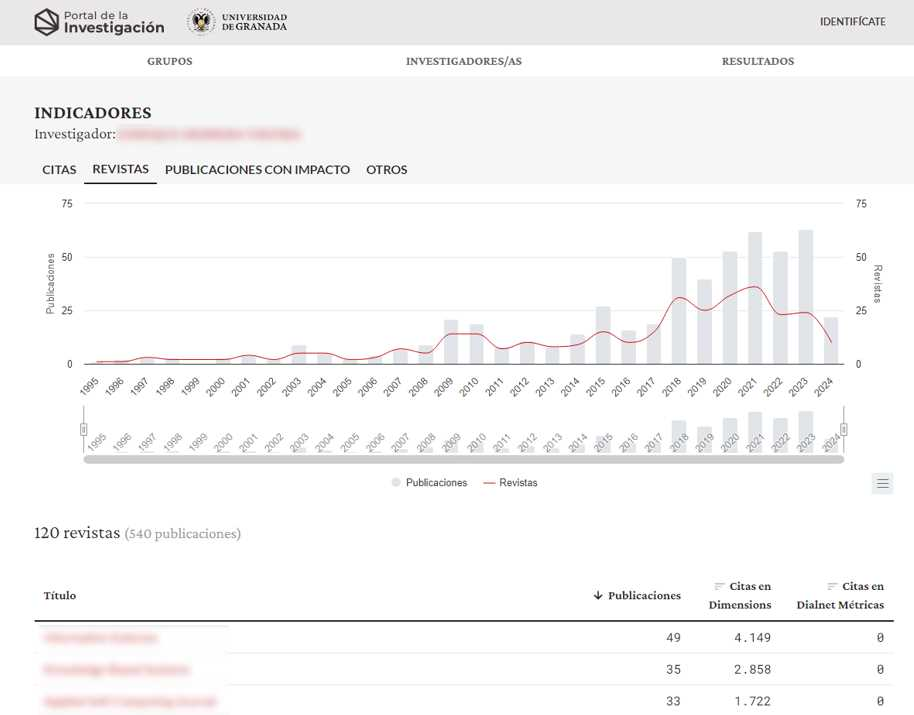 Portal de la
Investigación
UNIVERSIDAD
DE GRANADA
IDENTIFÍCATE
GRUPOS
INVESTIGADORES/AS
RESULTADOS
INDICADORES
Investigador:
CITAS
REVISTAS
PUBLICACIONES CON IMPACTO
OTROS
75
50
25
0
Publicaciones
75
50
25
0
Revistas
1995 1996 1997 1998 1999 2000 2001 2002 2003 2004 2005 2006 2007 2008 2009 2010 2011 2012 2013 2014 2015 2016 2017 2018 2019 2020 2021 2022 2023 2024
1995 1996 1997 1998 1999 2000 2001 2002 2003 2004 2005 2006 2007 2008 2009 2010 2011 2012 2013 2014 2015 2016 2017 2018 2019 2020 2021 2022 2023 2024
Publicaciones Revistas
120 revistas (540 publicaciones)
Título
Publicaciones
Citas en
Dimensions
Citas en
Dialnet Métricas
49 4.149 0
35 2.858 0
33 1.722 0